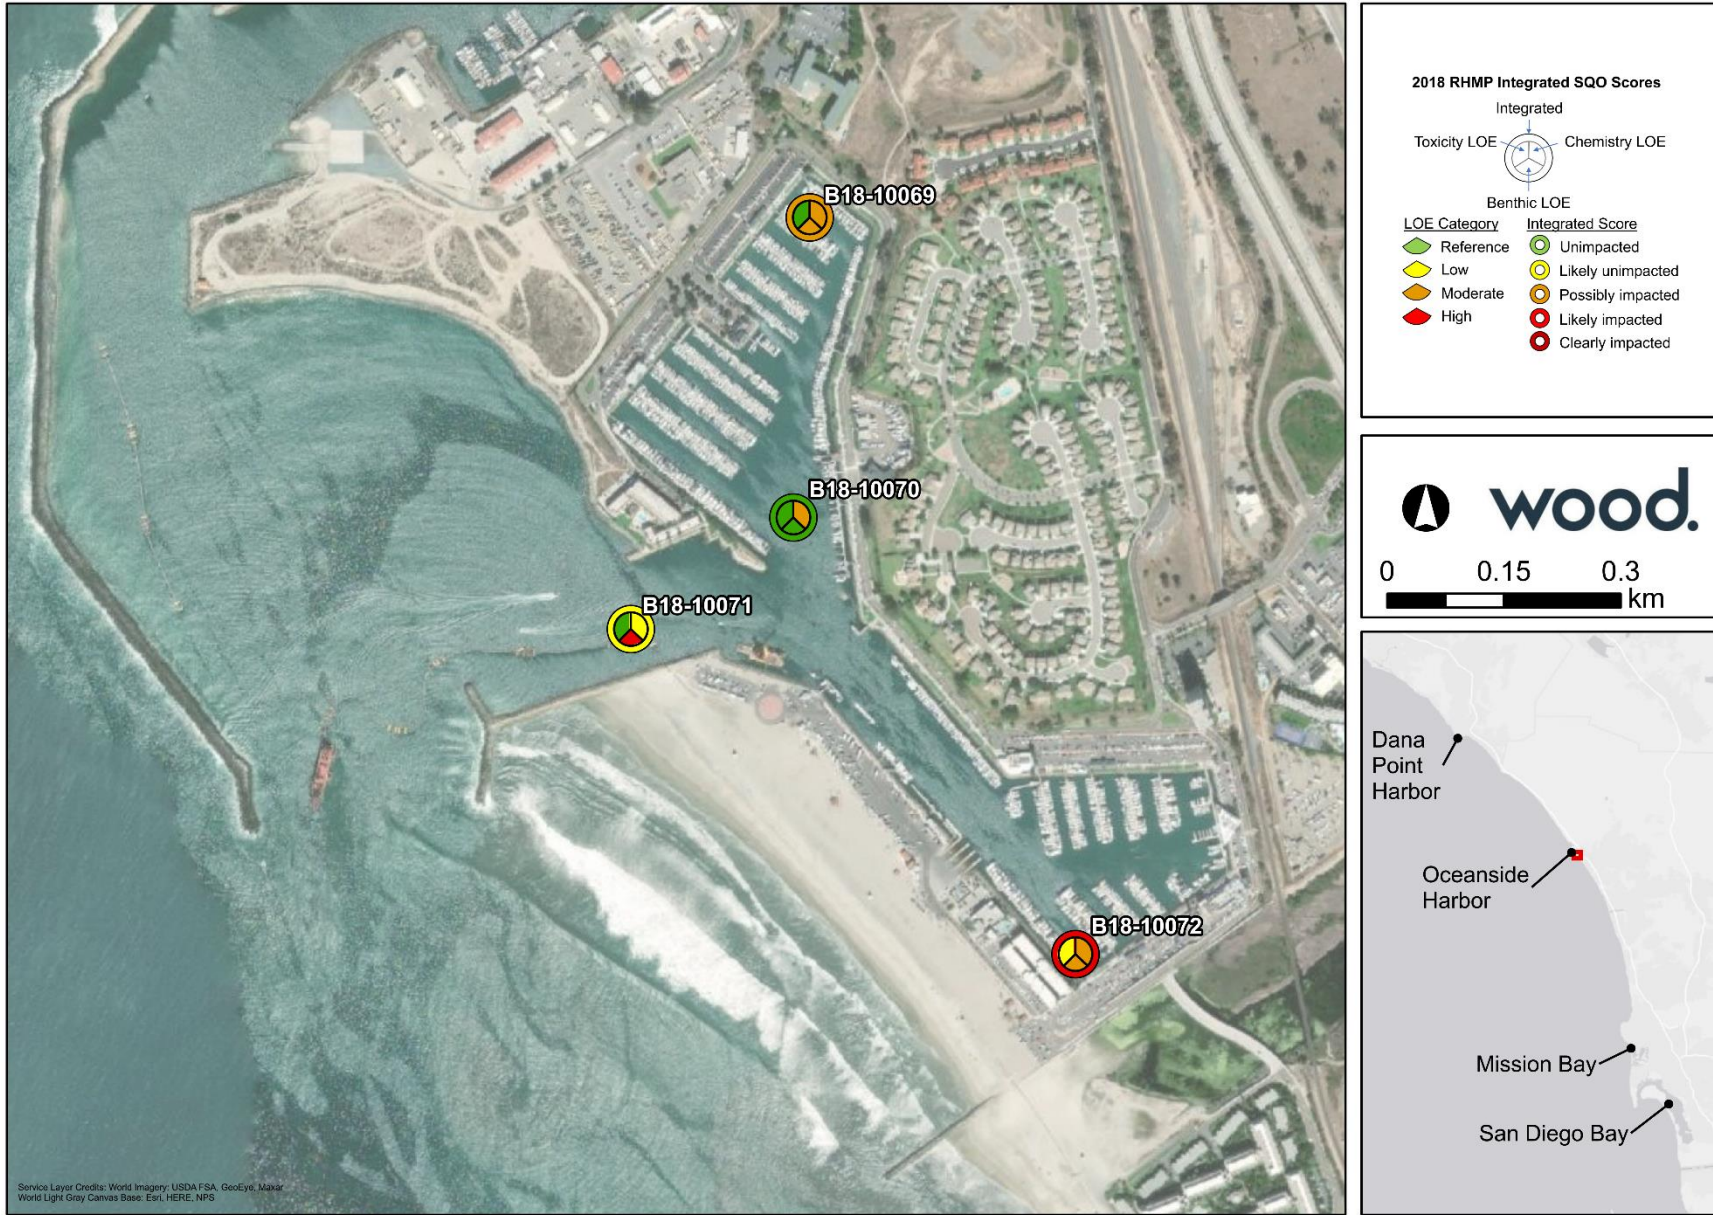 B18-10069
B18-10070
B18-10071
B18-10072
Service Layer Credits: World Imagery: USDA FSA, GeoEye, Maxar
World Light Gray Canvas Base: Esri, HERE, NPS
2018 RHMP Integrated SQO Scores
Integrated
Toxicity LOE
Chemistry LOE
Benthic LOE
LOE Category
Reference
Low
Moderate
High
Integrated Score
Unimpacted
Likely unimpacted
Possibly impacted
Likely impacted
Clearly impacted
wood.
0 0.15 0.3
km
Dana
Point
Harbor
Oceanside
Harbor
Mission Bay
San Diego Bay